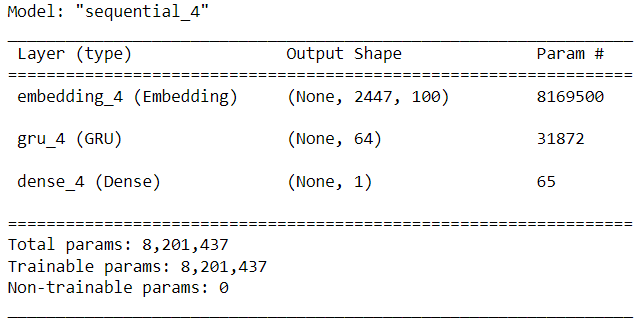 Model: "sequential_4"
_________________________________________________________________
Layer (type) Output Shape Param #
=================================================================
embedding_4 (Embedding) (None, 2447, 100) 8169500
gru_4 (GRU) (None, 64) 31872
dense_4 (Dense) (None, 1) 65
=================================================================
Total params: 8,201,437
Trainable params: 8,201,437
Non-trainable params: 0
_________________________________________________________________